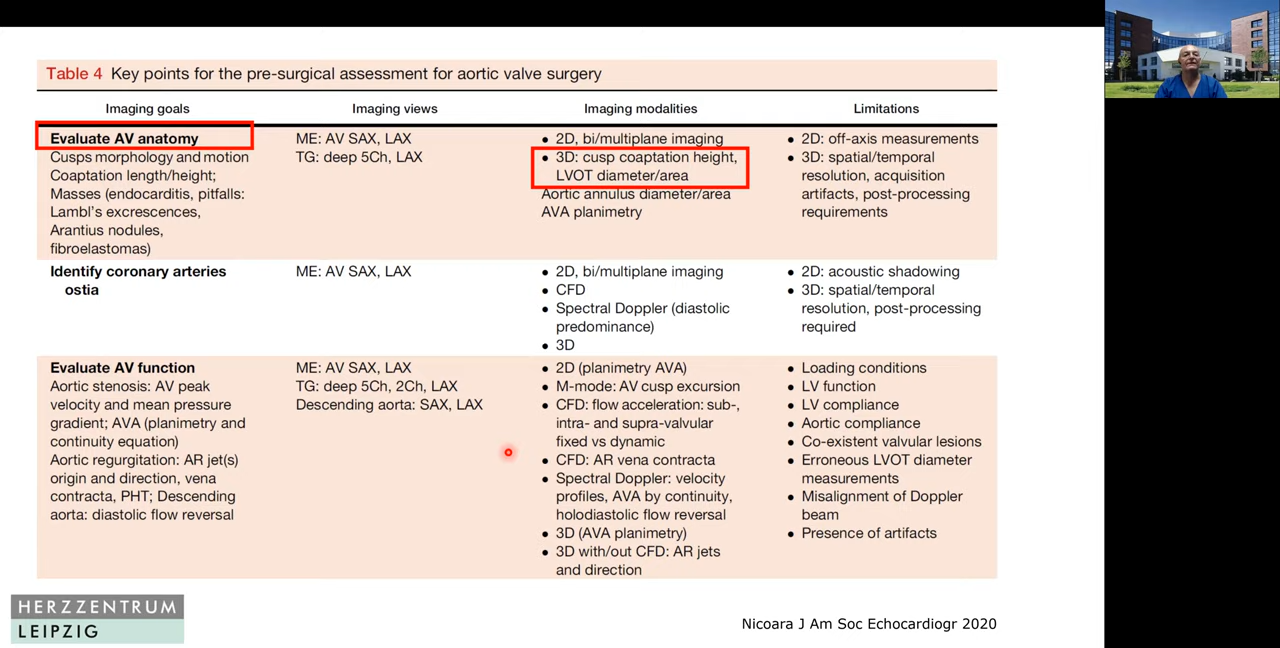 Table 4 Key points for the pre-surgical assessment for aortic valve surgery
Imaging goals
Imaging views
Imaging modalities
Limitations
Evaluate AV anatomy
Cusps morphology and motion
Coaptation length/height;
Masses (endocarditis, pitfalls:
Lambl's excrescences,
Arantius nodules,
fibroelastomas)
ME: AV SAX, LAX
TG: deep 5Ch, LAX
• 2D, bi/multiplane imaging
• 3D: cusp coaptation height,
LVOT diameter/area
Aortic annulus diameter/area
AVA planimetry
• 2D: off-axis measurements
• 3D: spatial/temporal
resolution, acquisition
artifacts, post-processing
requirements
Identify coronary arteries
ostia
ME: AV SAX, LAX
• 2D, bi/multiplane imaging
• CFD
• Spectral Doppler (diastolic
predominance)
• 3D
• 2D: acoustic shadowing
• 3D: spatial/temporal
resolution, post-processing
required
Evaluate AV function
Aortic stenosis: AV peak
velocity and mean pressure
gradient; AVA (planimetry and
continuity equation)
Aortic regurgitation: AR jet(s)
origin and direction, vena
contracta, PHT; Descending
aorta: diastolic flow reversal
ME: AV SAX, LAX
TG: deep 5Ch, 2Ch, LAX
Descending aorta: SAX, LAX
• 2D (planimetry AVA)
• M-mode: AV cusp excursion
• CFD: flow acceleration: sub-,
intra- and supra-valvular
fixed vs dynamic
• CFD: AR vena contracta
• Spectral Doppler: velocity
profiles, AVA by continuity,
holodiastolic flow reversal
• 3D (AVA planimetry)
• 3D with/out CFD: AR jets
and direction
• Loading conditions
• LV function
• LV compliance
• Aortic compliance
• Co-existent valvular lesions
• Erroneous LVOT diameter
measurements
• Misalignment of Doppler
beam
• Presence of artifacts
HERZZENTRUM
LEIPZIG
Nicoara J Am Soc Echocardiogr 2020